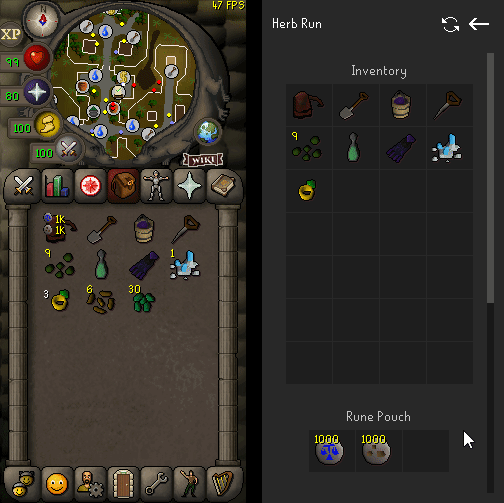 47 FPS
XP
99
80
100
100
WIKI
1K
1K
9
1
3
6
30
Herb Run
Inventory
9
Rune Pouch
1000
1000